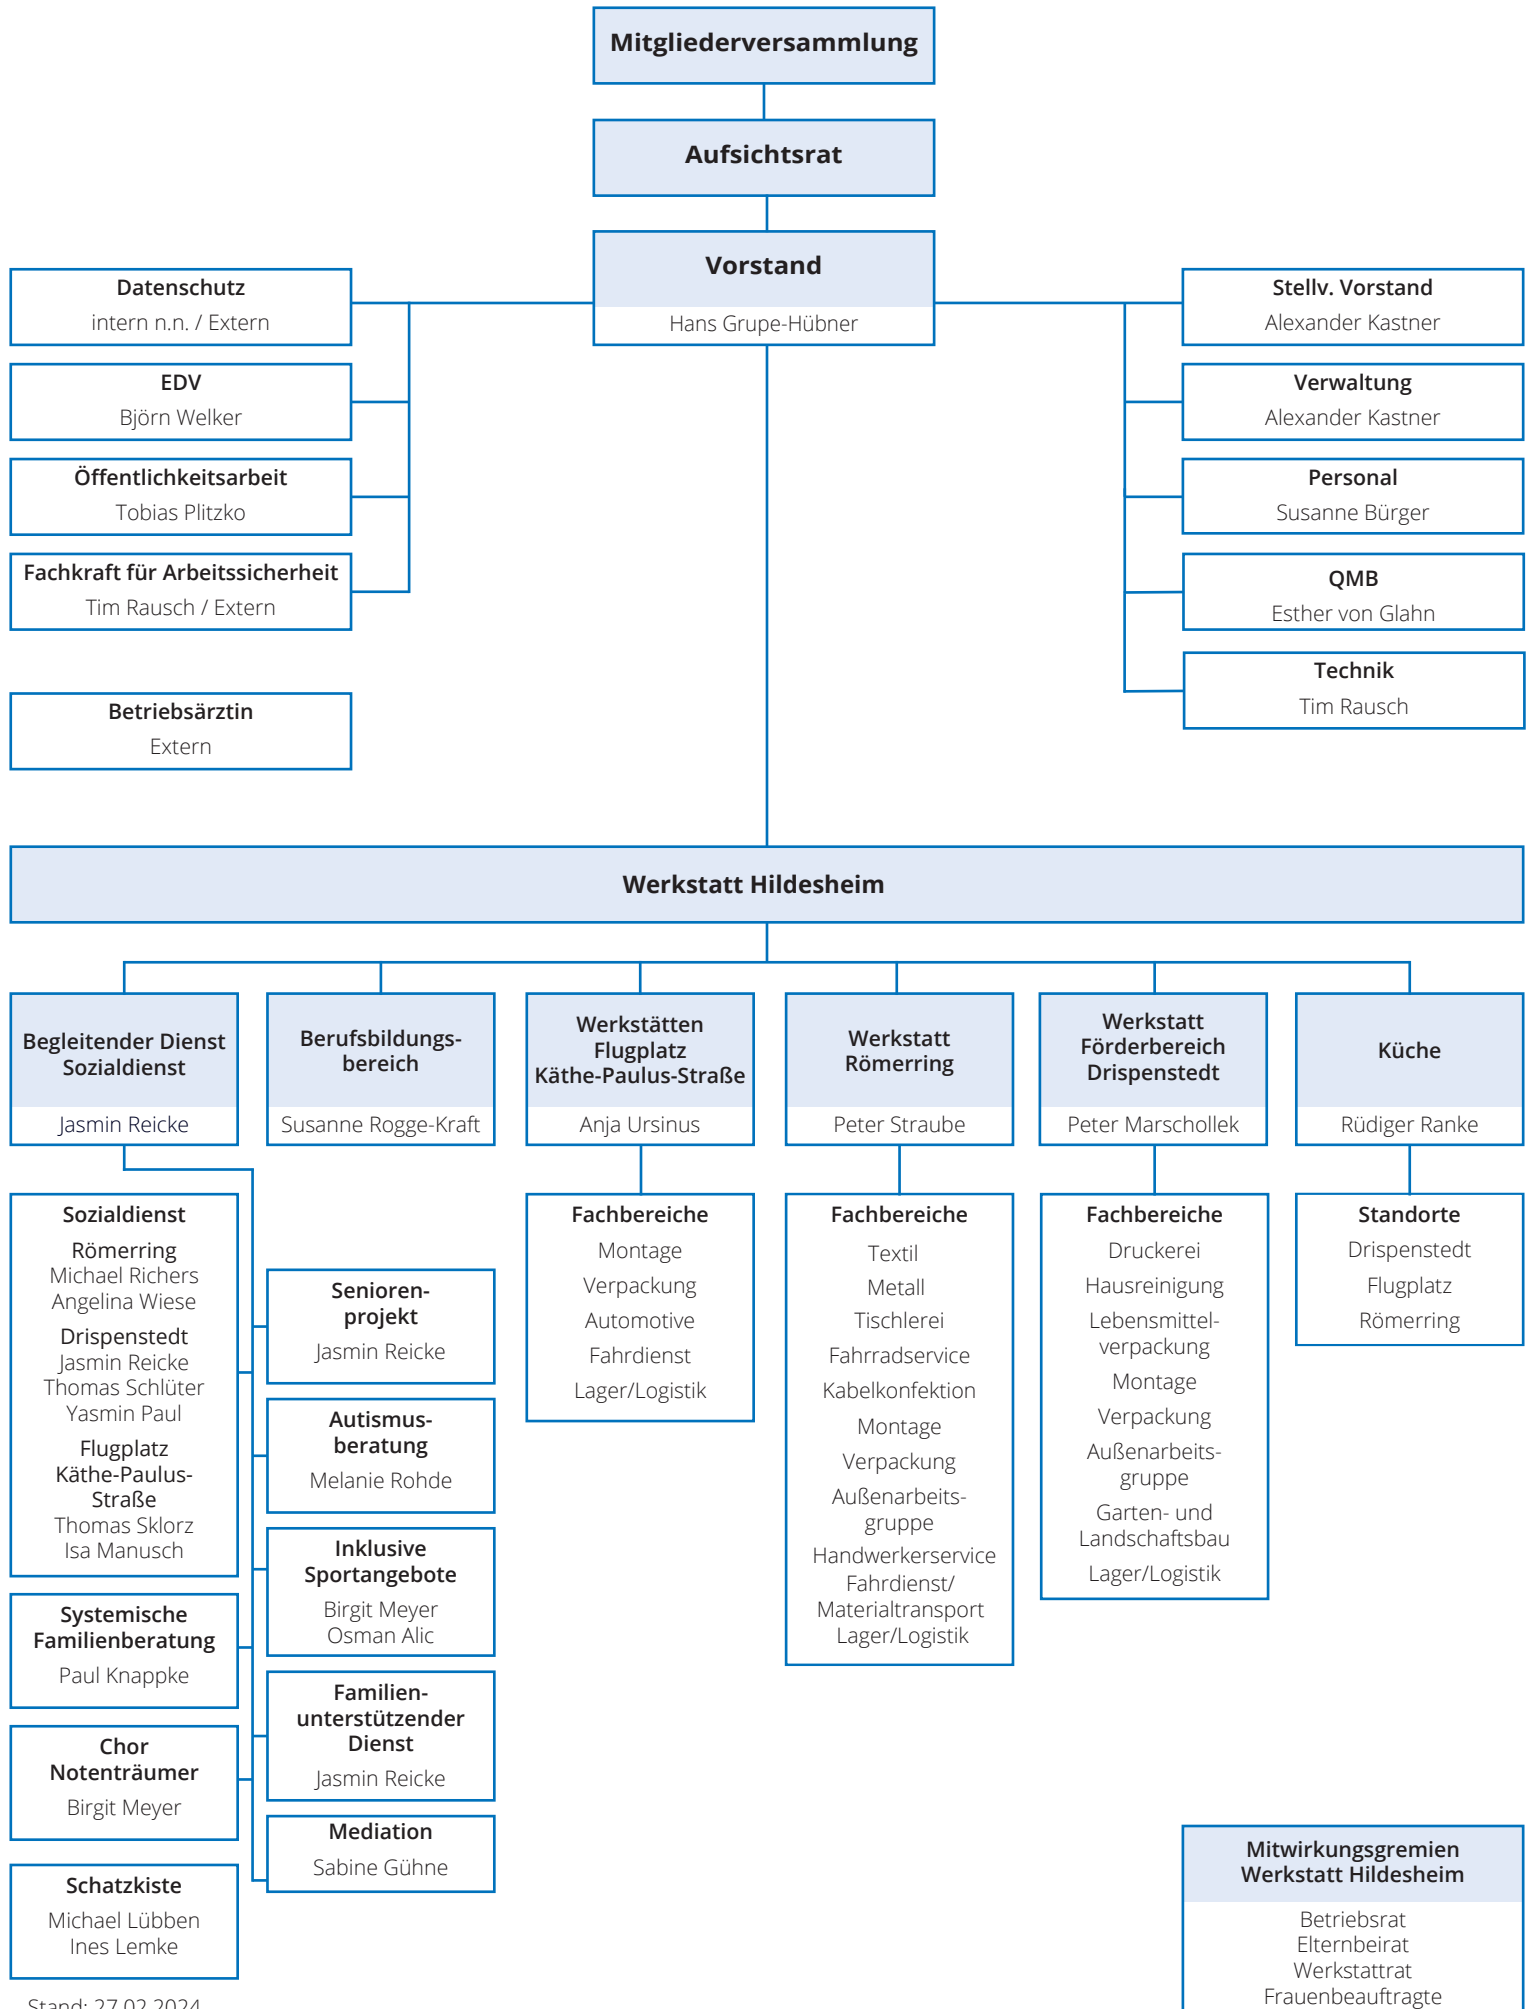 Mitgliederversammlung
Aufsichtsrat
Vorstand
Hans Grupe-Hübner
Datenschutz
intern n.n. / Extern
EDV
Björn Welker
Öffentlichkeitsarbeit
Tobias Plitzko
Fachkraft für Arbeitssicherheit
Tim Rausch / Extern
Betriebsärztin
Extern
Stellv. Vorstand
Alexander Kastner
Verwaltung
Alexander Kastner
Personal
Susanne Bürger
QMB
Esther von Glahn
Technik
Tim Rausch
Werkstatt Hildesheim
Begleitender Dienst
Sozialdienst
Jasmin Reicke
Berufsbildungs-
bereich
Susanne Rogge-Kraft
Werkstätten
Flugplatz
Käthe-Paulus-Straße
Anja Ursinus
Werkstatt
Römerring
Peter Straube
Werkstatt
Förderbereich
Drispenstedt
Peter Marschollek
Küche
Rüdiger Ranke
Sozialdienst
Römerring
Michael Richers
Angelina Wiese
Drispenstedt
Jasmin Reicke
Thomas Schlüter
Yasmin Paul
Flugplatz
Käthe-Paulus-
Straße
Thomas Sklorz
Isa Manusch
Systemische
Familienberatung
Paul Knappke
Chor
Notenträumer
Birgit Meyer
Schatzkiste
Michael Lübben
Ines Lemke
Senioren-
projekt
Jasmin Reicke
Autismus-
beratung
Melanie Rohde
Inklusive
Sportangebote
Birgit Meyer
Osman Alic
Familien-
unterstützender
Dienst
Jasmin Reicke
Mediation
Sabine Gühne
Fachbereiche
Montage
Verpackung
Automotive
Fahrdienst
Lager/Logistik
Fachbereiche
Textil
Metall
Tischlerei
Fahrradservice
Kabelkonfektion
Montage
Verpackung
Außenarbeits-
gruppe
Handwerkerservice
Fahrdienst/
Materialtransport
Lager/Logistik
Fachbereiche
Druckerei
Hausreinigung
Lebensmittel-
verpackung
Montage
Verpackung
Außenarbeits-
gruppe
Garten- und
Landschaftsbau
Lager/Logistik
Standorte
Drispenstedt
Flugplatz
Römerring
Mitwirkungsgremien
Werkstatt Hildesheim
Betriebsrat
Elternbeirat
Werkstattrat
Frauenbeauftragte
Stand: 27.02.2024